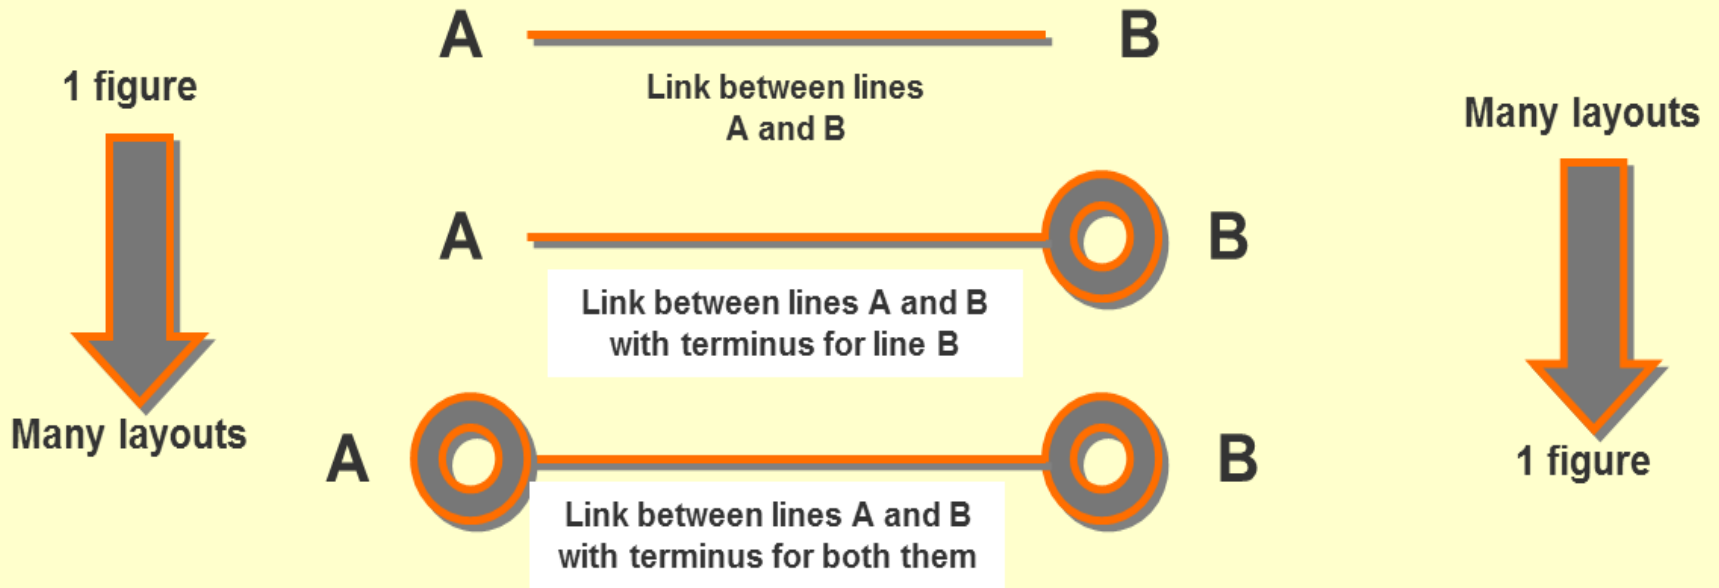 1 figure
Many layouts
A
B
Link between lines
A and B
A
B
Link between lines A and B
with terminus for line B
A
B
Link between lines A and B
with terminus for both them
Many layouts
1 figure